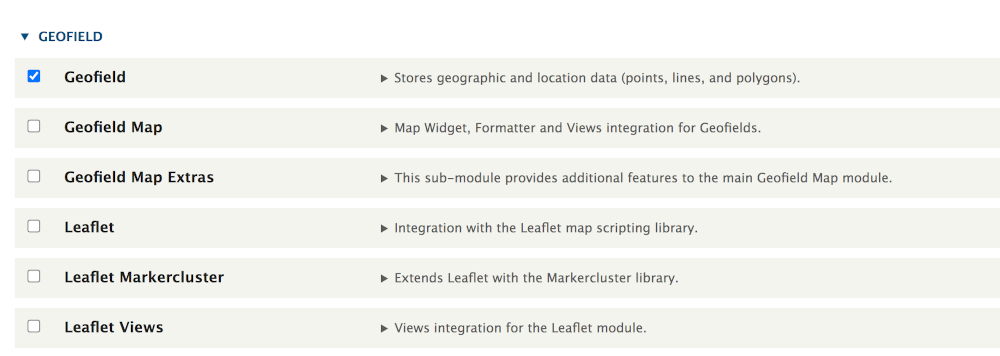 GEOFIELD
Geofield Stores geographic and location data (points, lines, and polygons).
Geofield Map Map Widget, Formatter and Views integration for Geofields.
Geofield Map Extras This sub-module provides additional features to the main Geofield Map module.
Leaflet Integration with the Leaflet map scripting library.
Leaflet Markercluster Extends Leaflet with the Markercluster library.
Leaflet Views Views integration for the Leaflet module.